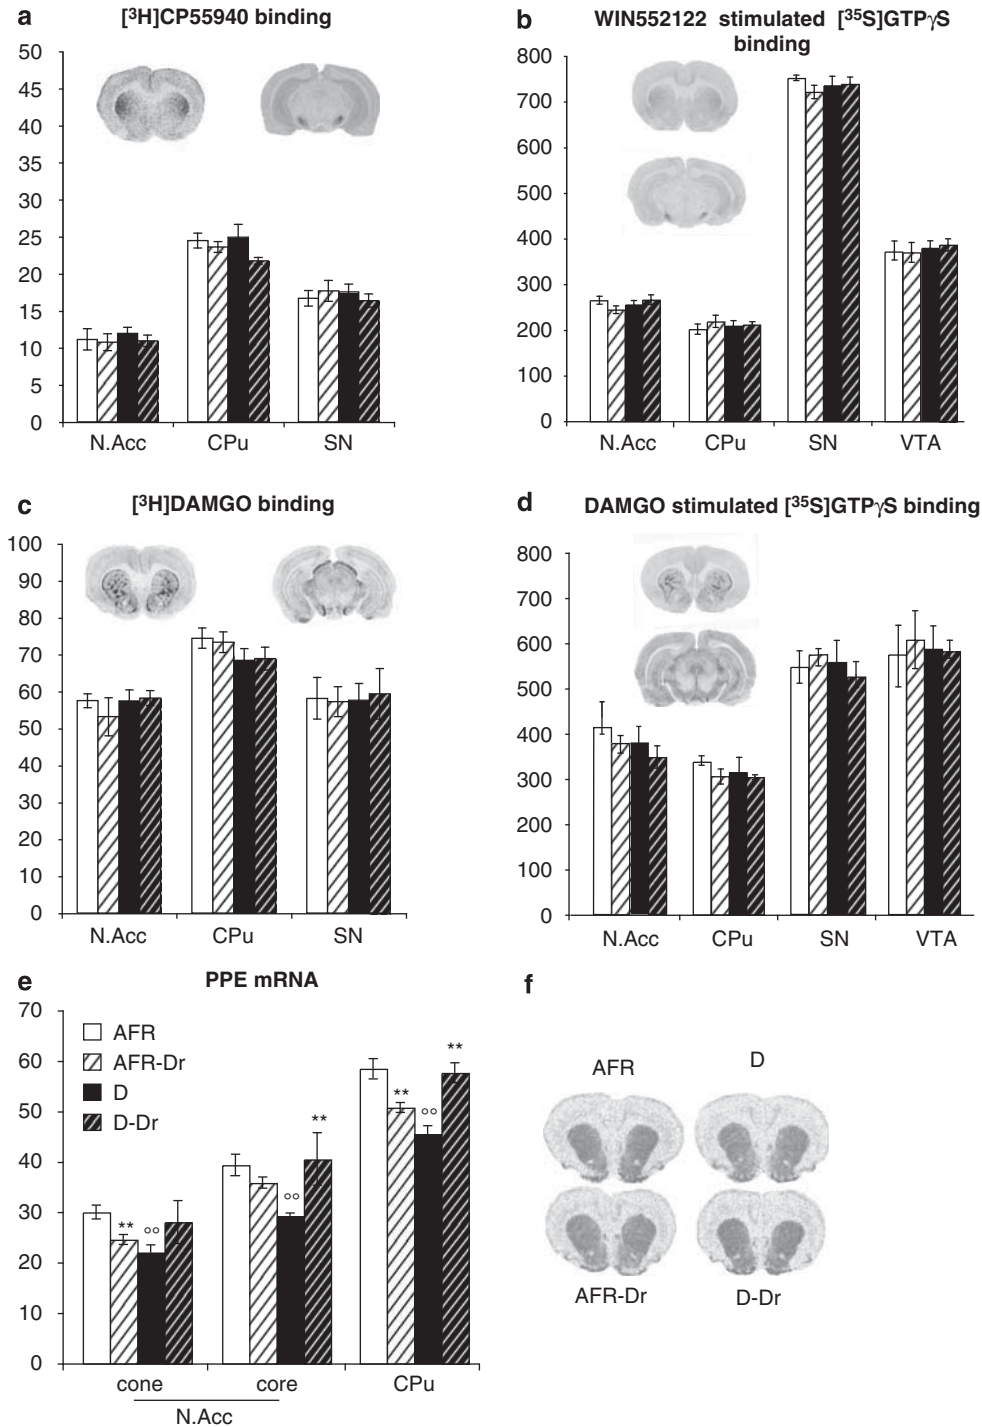 a
[³H]CP55940 binding
50
45
40
35
30
25
20
15
10
5
0
N.Acc CPu SN
b
WIN552122 stimulated [³⁵S]GTPγS
binding
800
700
600
500
400
300
200
100
0
N.Acc CPu SN VTA
c
[³H]DAMGO binding
100
90
80
70
60
50
40
30
20
10
0
N.Acc CPu SN
d
DAMGO stimulated [³⁵S]GTPγS binding
800
700
600
500
400
300
200
100
0
N.Acc CPu SN VTA
e
PPE mRNA
70
60
50
40
30
20
10
0
AFR
AFR-Dr
D
D-Dr
** °°
°° **
** °° **
cone core CPu
N.Acc
f
AFR D
AFR-Dr D-Dr